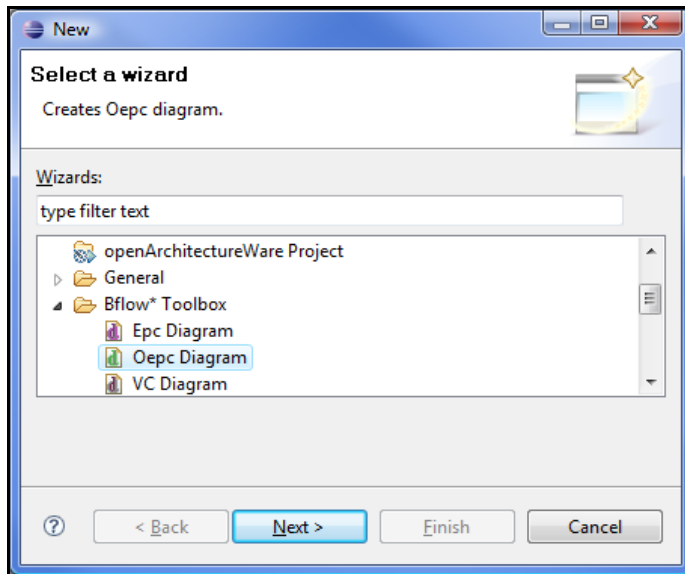 New
Select a wizard
Creates Oepc diagram.
Wizards:
type filter text
openArchitectureWare Project
General
Bflow* Toolbox
Epc Diagram
Oepc Diagram
VC Diagram
? < Back Next > Finish Cancel